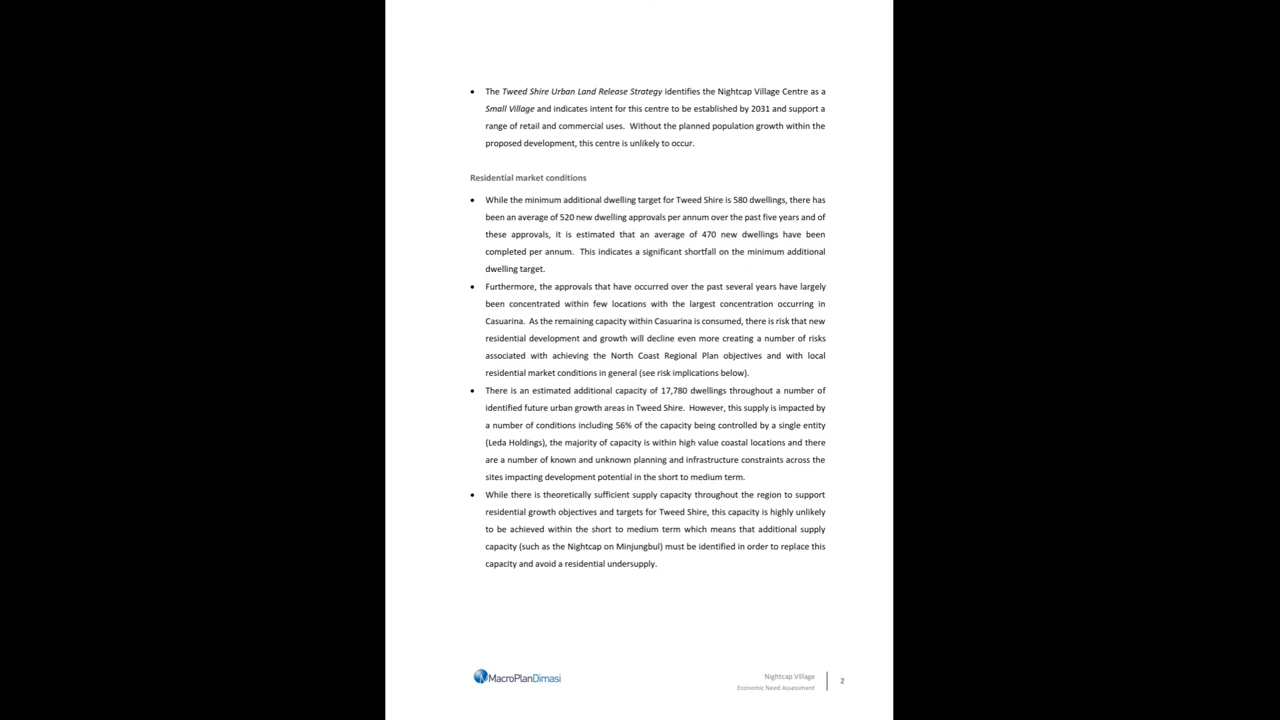 • The Tweed Shire Urban Land Release Strategy identifies the Nightcap Village Centre as a
Small Village and indicates intent for this centre to be established by 2031 and support a
range of retail and commercial uses. Without the planned population growth within the
proposed development, this centre is unlikely to occur.
Residential market conditions
• While the minimum additional dwelling target for Tweed Shire is 580 dwellings, there has
been an average of 520 new dwelling approvals per annum over the past five years and of
these approvals, it is estimated that an average of 470 new dwellings have been
completed per annum. This indicates a significant shortfall on the minimum additional
dwelling target.
• Furthermore, the approvals that have occurred over the past several years have largely
been concentrated within few locations with the largest concentration occurring in
Casuarina. As the remaining capacity within Casuarina is consumed, there is risk that new
residential development and growth will decline even more creating a number of risks
associated with achieving the North Coast Regional Plan objectives and with local
residential market conditions in general (see risk implications below).
• There is an estimated additional capacity of 17,780 dwellings throughout a number of
identified future urban growth areas in Tweed Shire. However, this supply is impacted by
a number of conditions including 56% of the capacity being controlled by a single entity
(Leda Holdings), the majority of capacity is within high value coastal locations and there
are a number of known and unknown planning and infrastructure constraints across the
sites impacting development potential in the short to medium term.
• While there is theoretically sufficient supply capacity throughout the region to support
residential growth objectives and targets for Tweed Shire, this capacity is highly unlikely
to be achieved within the short to medium term which means that additional supply
capacity (such as the Nightcap on Minjungbul) must be identified in order to replace this
capacity and avoid a residential undersupply.
MacroPlanDimasi
Nightcap Village
Economic Need Assessment
2